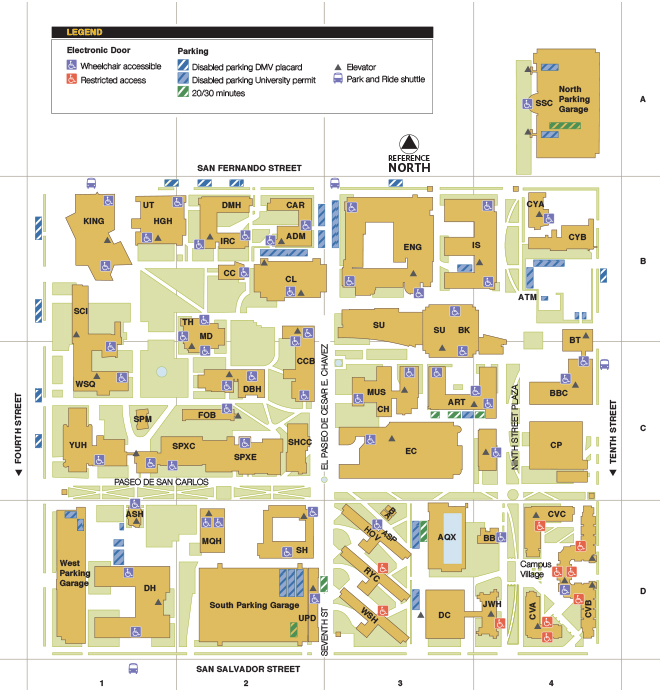 LEGEND
Electronic Door
Wheelchair accessible
Restricted access
Parking
Disabled parking DMV placard
Disabled parking University permit
20/30 minutes
Elevator
Park and Ride shuttle
North
Parking
Garage
SSC
A
REFERENCE
NORTH
SAN FERNANDO STREET
KING
UT
HGH
DMH
IRC
CAR
ADM
ENG
IS
CYA
CYB
CC
CL
B
ATM
SCI
TH
MD
SU
SU
BK
BT
CCB
WSQ
DBH
MUS
CH
ART
BBC
SPM
FOB
YUH
SPXC
SPXE
SHCC
EC
CP
C
FOURTH STREET
EL PASEO DE CESAR E. CHAVEZ
NINTH STREET PLAZA
TENTH STREET
PASEO DE SAN CARLOS
ASH
MQH
SH
HOV
ASP
AQX
BB
CVC
West
Parking
Garage
DH
South Parking Garage
UPD
SEVENTH ST
RYC
WSH
DC
JWH
Campus
Village
CVA
CVB
D
SAN SALVADOR STREET
1
2
3
4